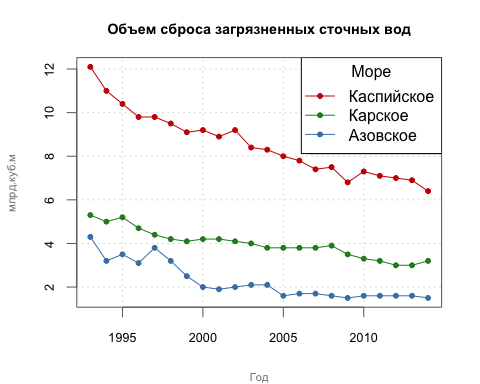 Объем сброса загрязненных сточных вод
Море
Каспийское
Карское
Азовское
млрд.куб.м
12
10
8
6
4
2
1995 2000 2005 2010
Год